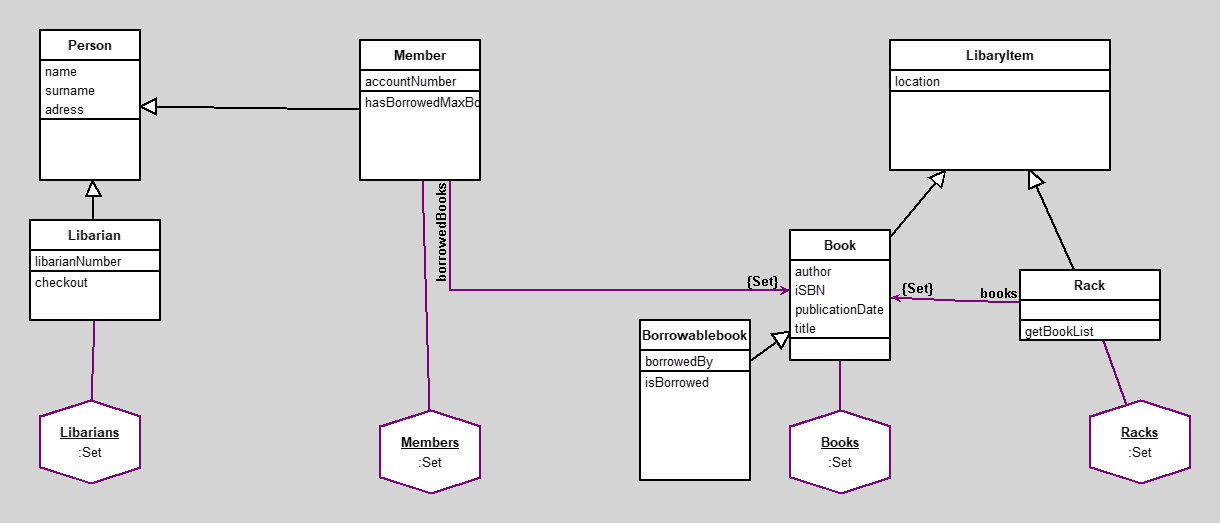 Person
name
surname
adress
Member
accountNumber
hasBorrowedMaxBo
LibaryItem
location
Libarian
libarianNumber
checkout
borrowedBooks
{Set}
Book
author
iSBN
publicationDate
title
{Set}
books
Rack
getBookList
Borrowablebook
borrowedBy
isBorrowed
Libarians
:Set
Members
:Set
Books
:Set
Racks
:Set